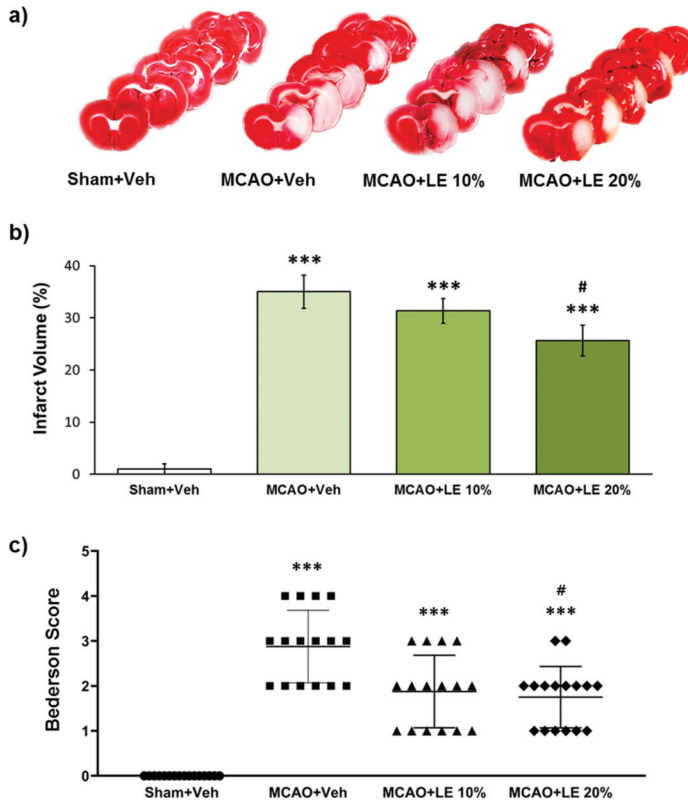 a)
Sham+Veh MCAO+Veh MCAO+LE 10% MCAO+LE 20%
b)
Infarct Volume (%)
40
30
20
10
0
***
***
#
***
Sham+Veh MCAO+Veh MCAO+LE 10% MCAO+LE 20%
c)
Bederson Score
5
4
3
2
1
0
***
***
#
***
Sham+Veh MCAO+Veh MCAO+LE 10% MCAO+LE 20%